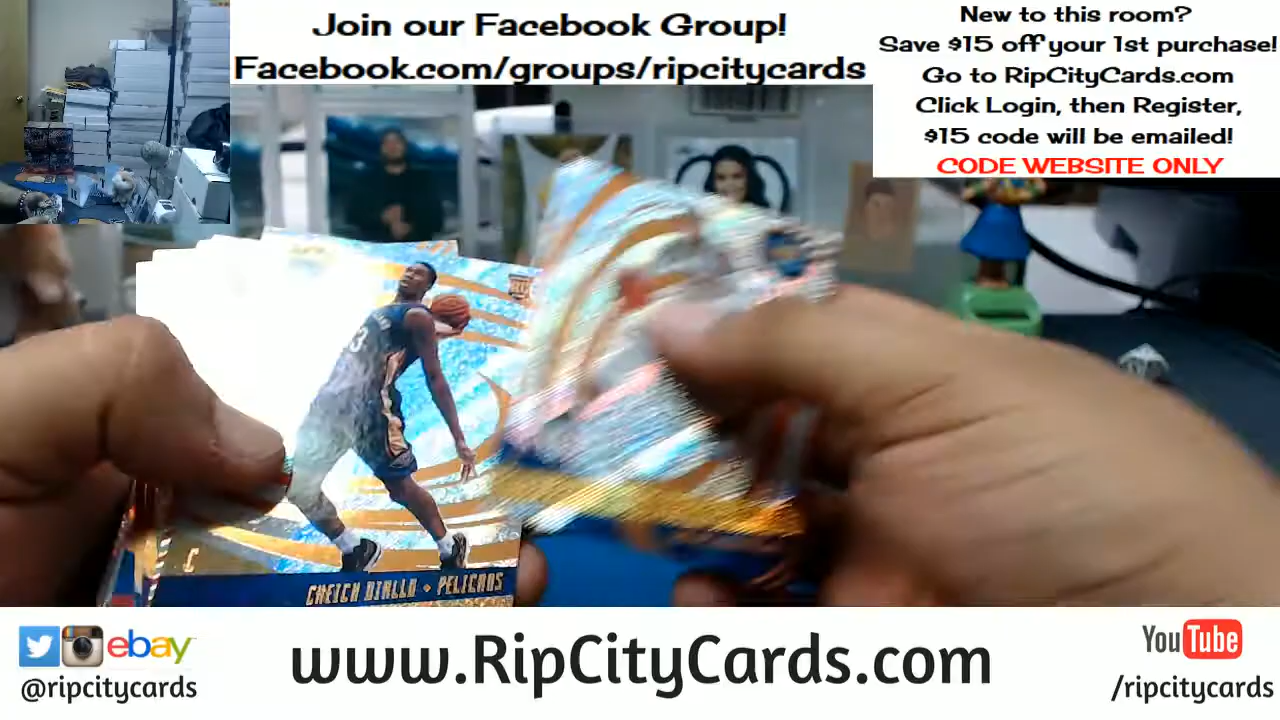 Join our Facebook Group!
Facebook.com/groups/ripcitycards
New to this room?
Save $15 off your 1st purchase!
Go to RipCityCards.com
Click Login, then Register,
$15 code will be emailed!
CODE WEBSITE ONLY
RC
3
C
CHEICK DIALLO • PELICANS
ebay
@ripcitycards
www.RipCityCards.com
YouTube
/ripcitycards